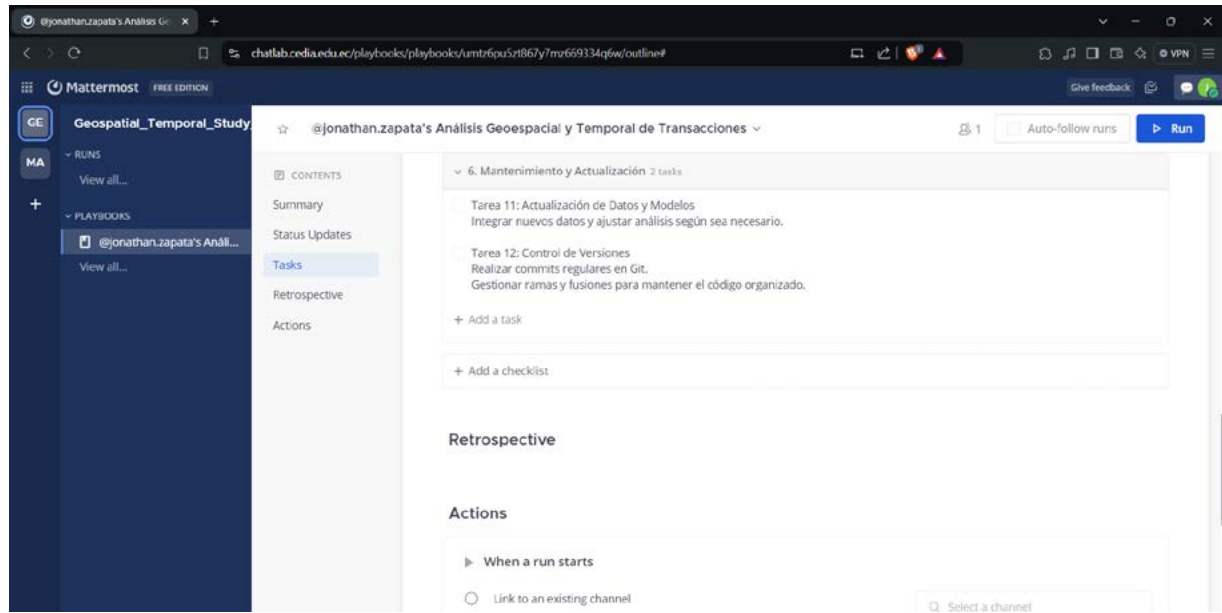 @jonathan.zapata's Análisis Ge
chatlab.cedia.edu.ec/playbooks/playbooks/umtz6pu5zt867y7mz669334q6w/outline#
VPN
Mattermost FREE EDITION
Give feedback
GE
MA
+
Geospatial_Temporal_Study
RUNS
View all...
PLAYBOOKS
@jonathan.zapata's Análi...
View all...
@jonathan.zapata's Análisis Geoespacial y Temporal de Transacciones
1
Auto-follow runs
Run
CONTENTS
Summary
Status Updates
Tasks
Retrospective
Actions
6. Mantenimiento y Actualización 2 tasks
Tarea 11: Actualización de Datos y Modelos
Integrar nuevos datos y ajustar análisis según sea necesario.
Tarea 12: Control de Versiones
Realizar commits regulares en Git.
Gestionar ramas y fusiones para mantener el código organizado.
+ Add a task
+ Add a checklist
Retrospective
Actions
When a run starts
Link to an existing channel
Select a channel